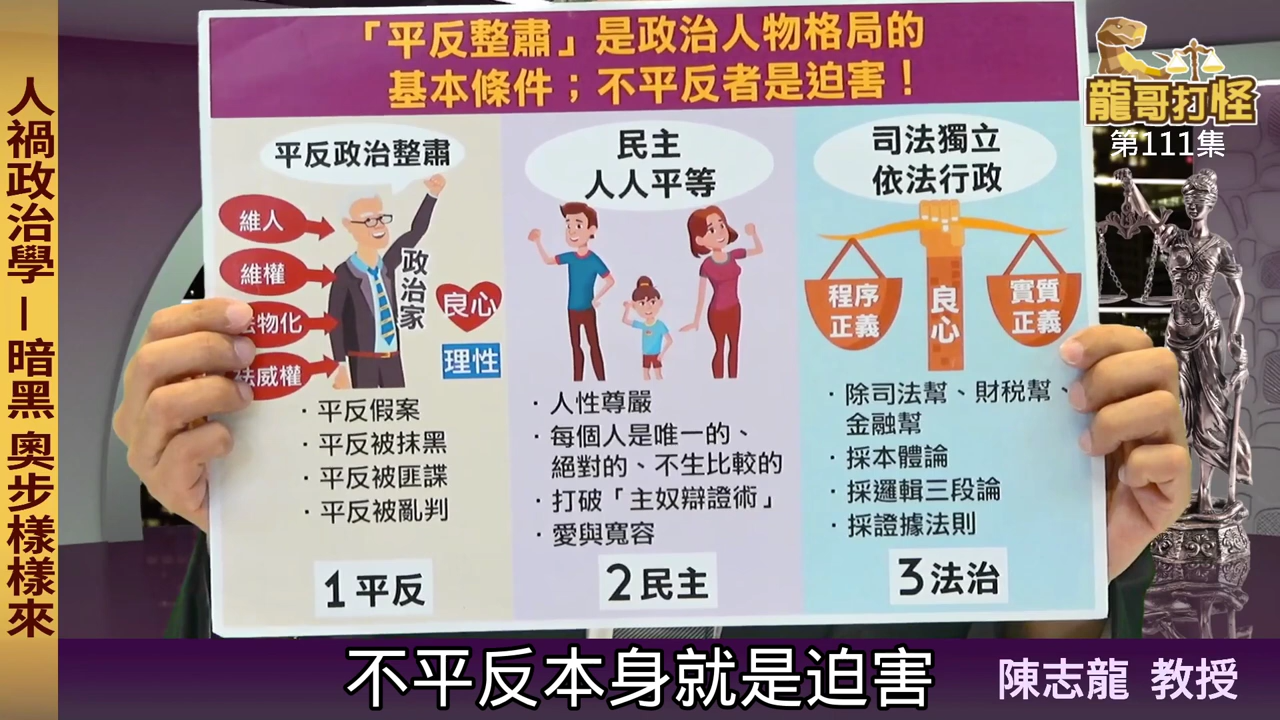 人禍政治學－暗黑奧步樣樣來
「平反整肅」是政治人物格局的
基本條件；不平反者是迫害！
龍哥打怪
第111集
平反政治整肅
維人
維權
物化
祛威權
政治家
良心
理性
·平反假案
·平反被抹黑
·平反被匪諜
·平反被亂判
1平反
民主
人人平等
·人性尊嚴
·每個人是唯一的、
絕對的、不生比較的
·打破「主奴辯證術」
·愛與寬容
2民主
司法獨立
依法行政
程序
正義
良心
實質
正義
·除司法幫、財稅幫、
金融幫
·採本體論
·採邏輯三段論
·採證據法則
3法治
不平反本身就是迫害
陳志龍 教授